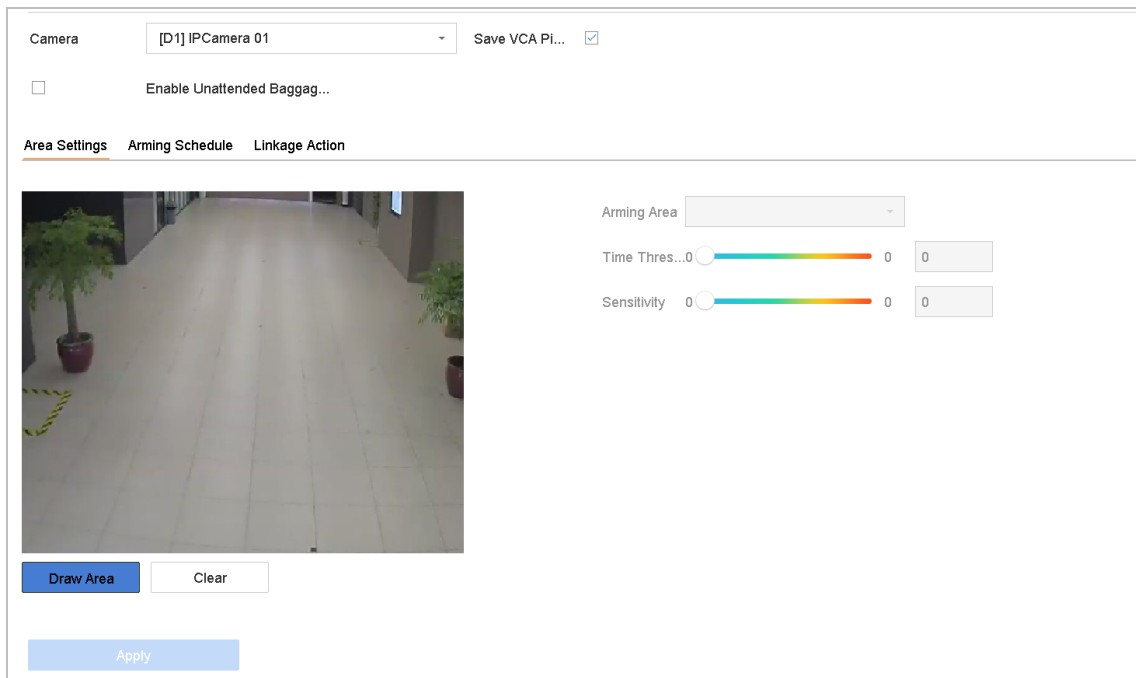 Camera [D1] IPCamera 01 Save VCA Pi...
Enable Unattended Baggag...
Area Settings Arming Schedule Linkage Action
Arming Area
Time Thres...0 0 0
Sensitivity 0 0 0
Draw Area Clear
Apply